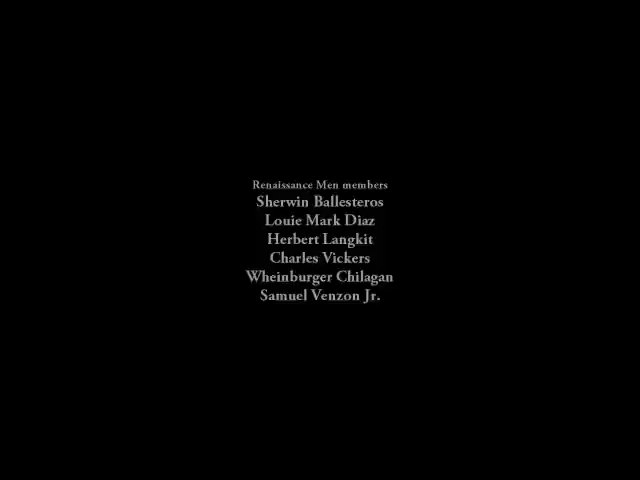 Renaissance Men members
Sherwin Ballesteros
Louie Mark Diaz
Herbert Langkit
Charles Vickers
Wheinburger Chilagan
Samuel Venzon Jr.